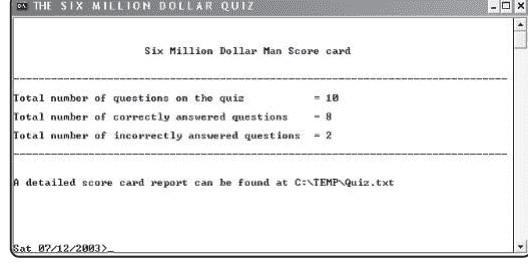 THE SIX MILLION DOLLAR QUIZ
Six Million Dollar Man Score card
Total number of questions on the quiz = 10
Total number of correctly answered questions = 8
Total number of incorrectly answered questions = 2
A detailed score card report can be found at C:\TEMP\Quiz.txt
Sat 07/12/2003>_